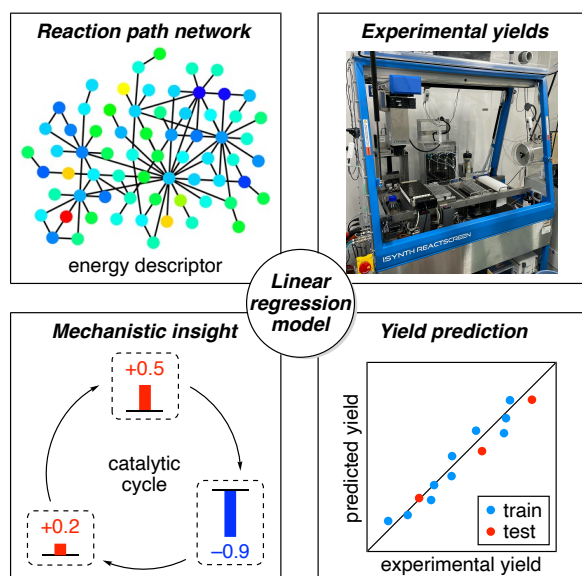 Reaction path network
energy descriptor
Experimental yields
ISYNTH REACTSCREEN
Linear
regression
model
Mechanistic insight
+0.5
catalytic
cycle
+0.2
−0.9
Yield prediction
predicted yield
train
test
experimental yield